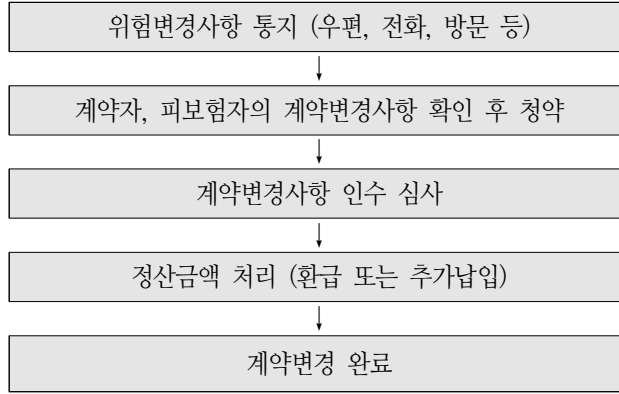 위험변경사항 통지 (우편, 전화, 방문 등)
계약자, 피보험자의 계약변경사항 확인 후 청약
계약변경사항 인수 심사
정산금액 처리 (환급 또는 추가납입)
계약변경 완료